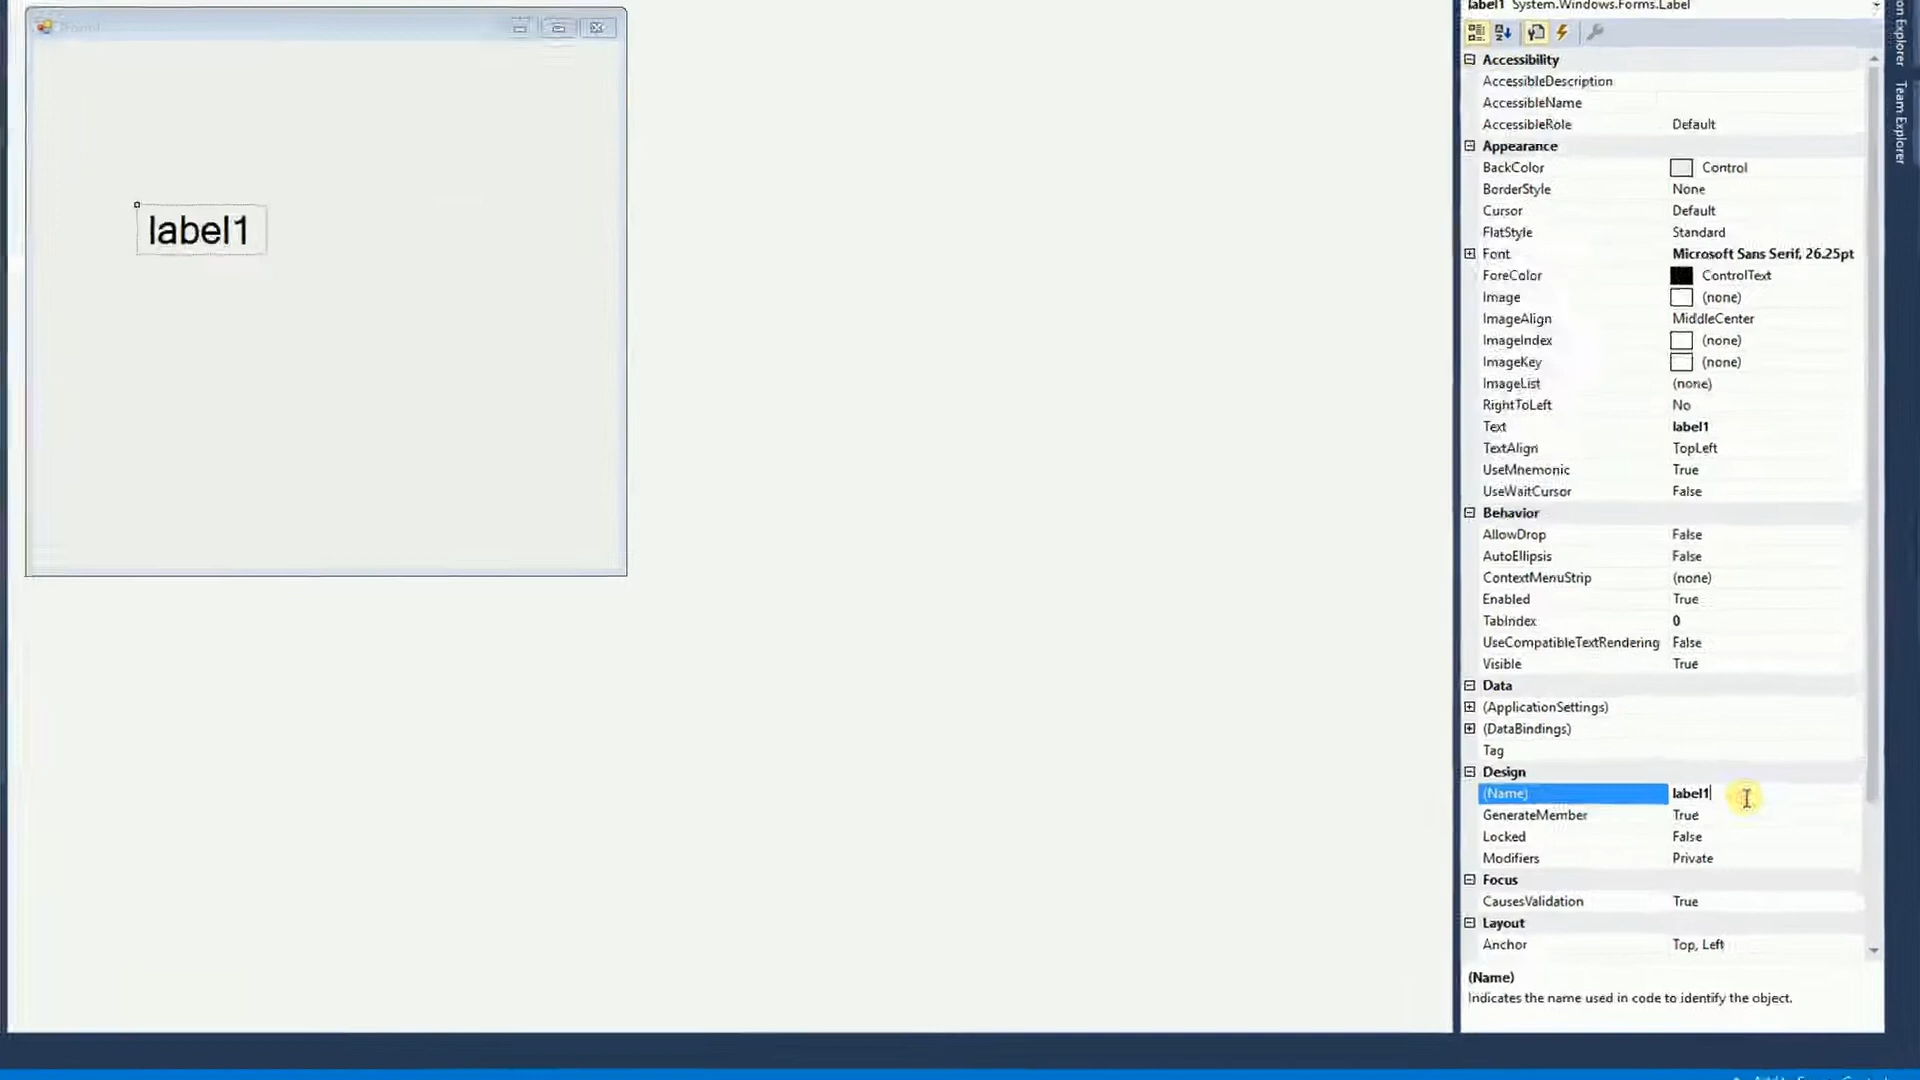 label1
label1 System.Windows.Forms.Label
Accessibility
AccessibleDescription
AccessibleName
AccessibleRole Default
Appearance
BackColor Control
BorderStyle None
Cursor Default
FlatStyle Standard
Font Microsoft Sans Serif, 26.25pt
ForeColor ControlText
Image (none)
ImageAlign MiddleCenter
ImageIndex (none)
ImageKey (none)
ImageList (none)
RightToLeft No
Text label1
TextAlign TopLeft
UseMnemonic True
UseWaitCursor False
Behavior
AllowDrop False
AutoEllipsis False
ContextMenuStrip (none)
Enabled True
TabIndex 0
UseCompatibleTextRendering False
Visible True
Data
(ApplicationSettings)
(DataBindings)
Tag
Design
(Name) label1
GenerateMember True
Locked False
Modifiers Private
Focus
CausesValidation True
Layout
Anchor Top, Left
(Name)
Indicates the name used in code to identify the object.
Explorer
Team Explorer